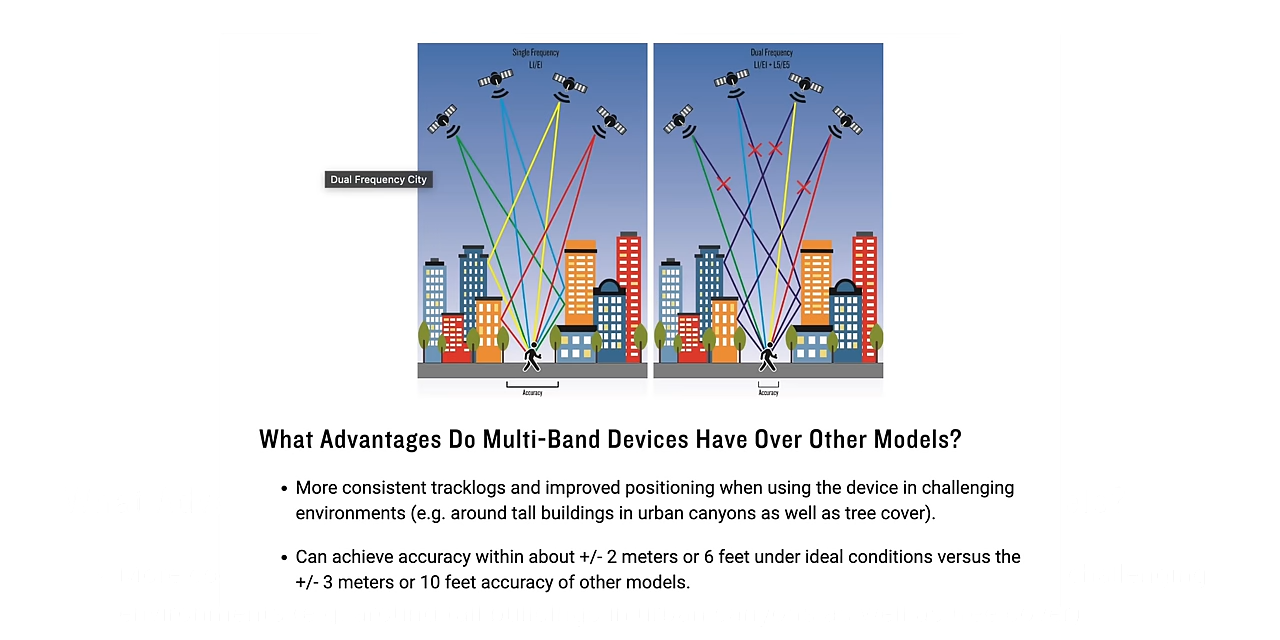 Single Frequency
L1/E1
Dual Frequency
L1/E1 + L5/E5
Dual Frequency City
Accuracy
Accuracy
What Advantages Do Multi-Band Devices Have Over Other Models?
• More consistent tracklogs and improved positioning when using the device in challenging
environments (e.g. around tall buildings in urban canyons as well as tree cover).
• Can achieve accuracy within about +/- 2 meters or 6 feet under ideal conditions versus the
+/- 3 meters or 10 feet accuracy of other models.